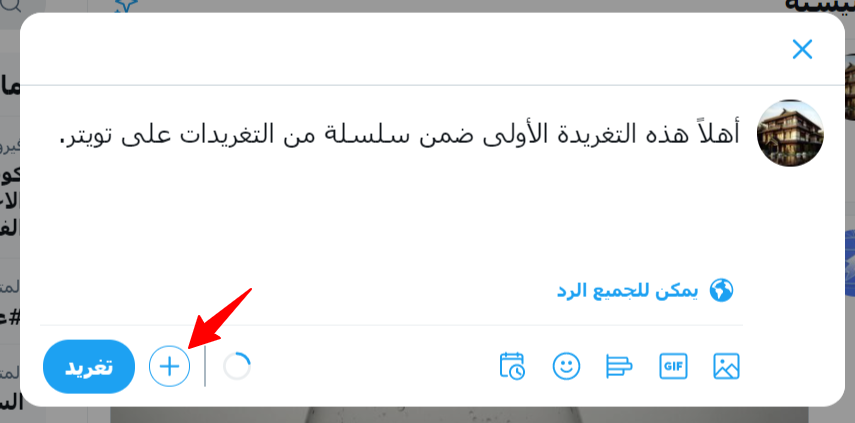 أهلاً هذه التغريدة الأولى ضمن سلسلة من التغريدات على تويتر.
يمكن للجميع الرد
GIF
تغريد